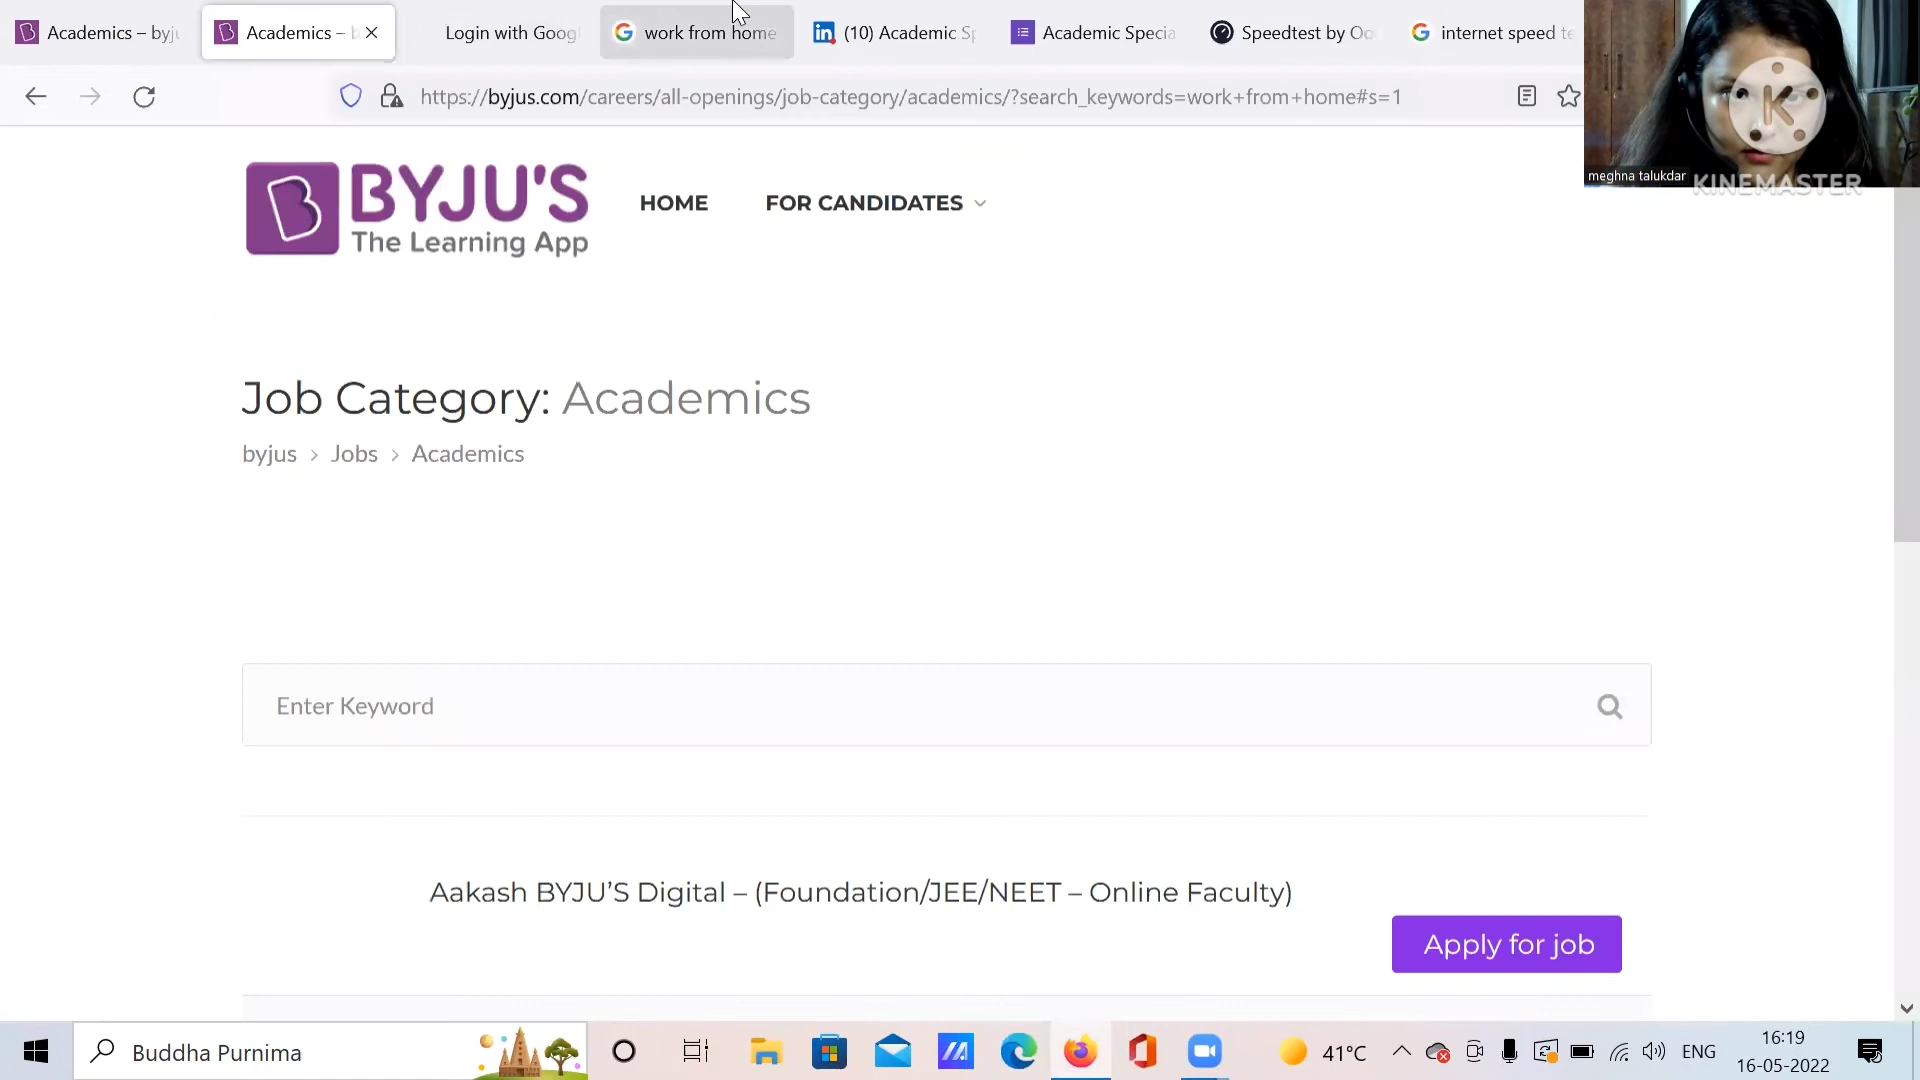 Academics – byju
Academics – b
Login with Goog
work from home
(10) Academic Sp
Academic Specia
Speedtest by Oo
internet speed te
https://byjus.com/careers/all-openings/job-category/academics/?search_keywords=work+from+home#s=1
meghna talukdar
KINEMASTER
BYJU'S
The Learning App
HOME
FOR CANDIDATES
Job Category: Academics
byjus > Jobs > Academics
Enter Keyword
Aakash BYJU'S Digital – (Foundation/JEE/NEET – Online Faculty)
Apply for job
Buddha Purnima
41°C
ENG
16:19
16-05-2022